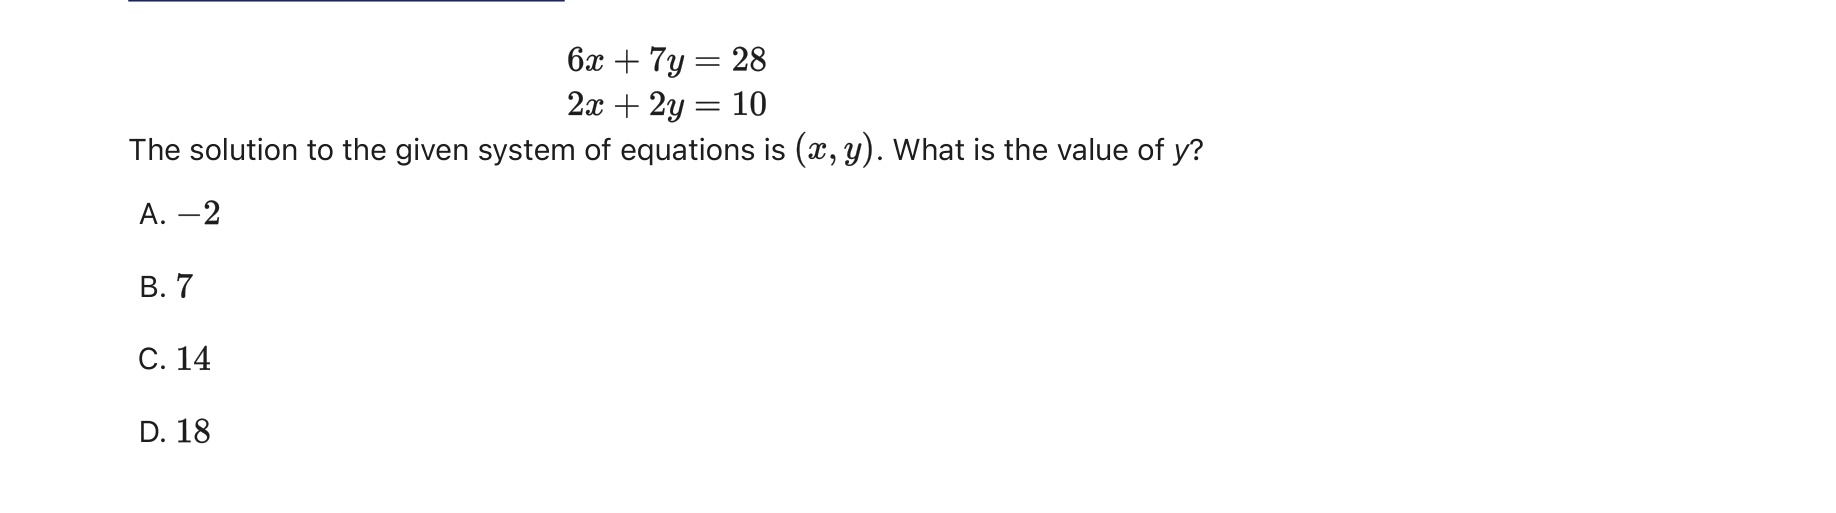 6x + 7y = 28
2x + 2y = 10
The solution to the given system of equations is (x, y). What is the value of y?
A. −2
B. 7
C. 14
D. 18